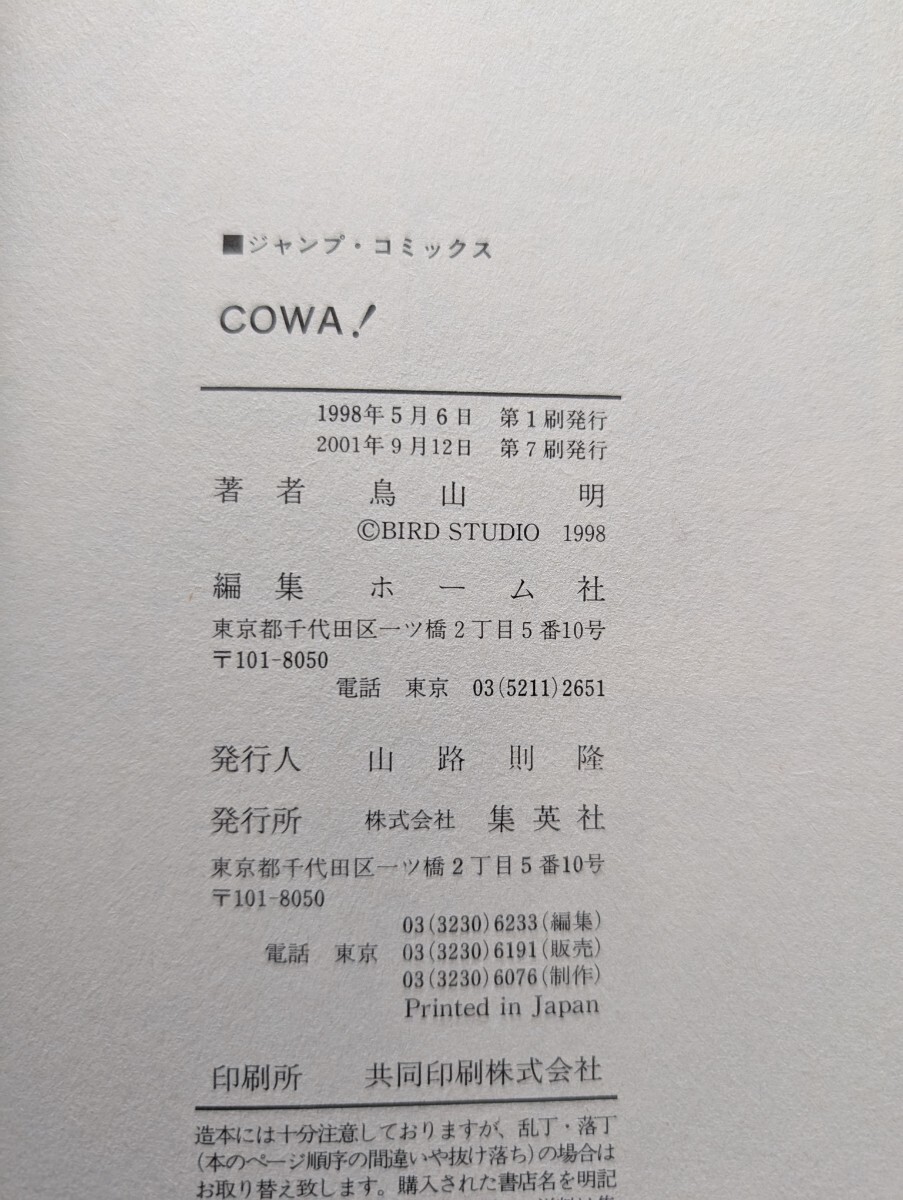 ■ジャンプ・コミックス
COWA!
1998年5月6日 第1刷発行
2001年9月12日 第7刷発行
著者 鳥山 明
©BIRD STUDIO 1998
編集 ホーム社
東京都千代田区一ツ橋2丁目5番10号
〒101-8050
電話 東京 03(5211)2651
発行人 山路則隆
発行所 株式会社 集英社
東京都千代田区一ツ橋2丁目5番10号
〒101-8050
03(3230)6233(編集)
電話 東京 03(3230)6191(販売)
03(3230)6076(制作)
Printed in Japan
印刷所 共同印刷株式会社
造本には十分注意しておりますが、乱丁・落丁
(本のページ順序の間違いや抜け落ち)の場合は
お取り替え致します。購入された書店名を明記